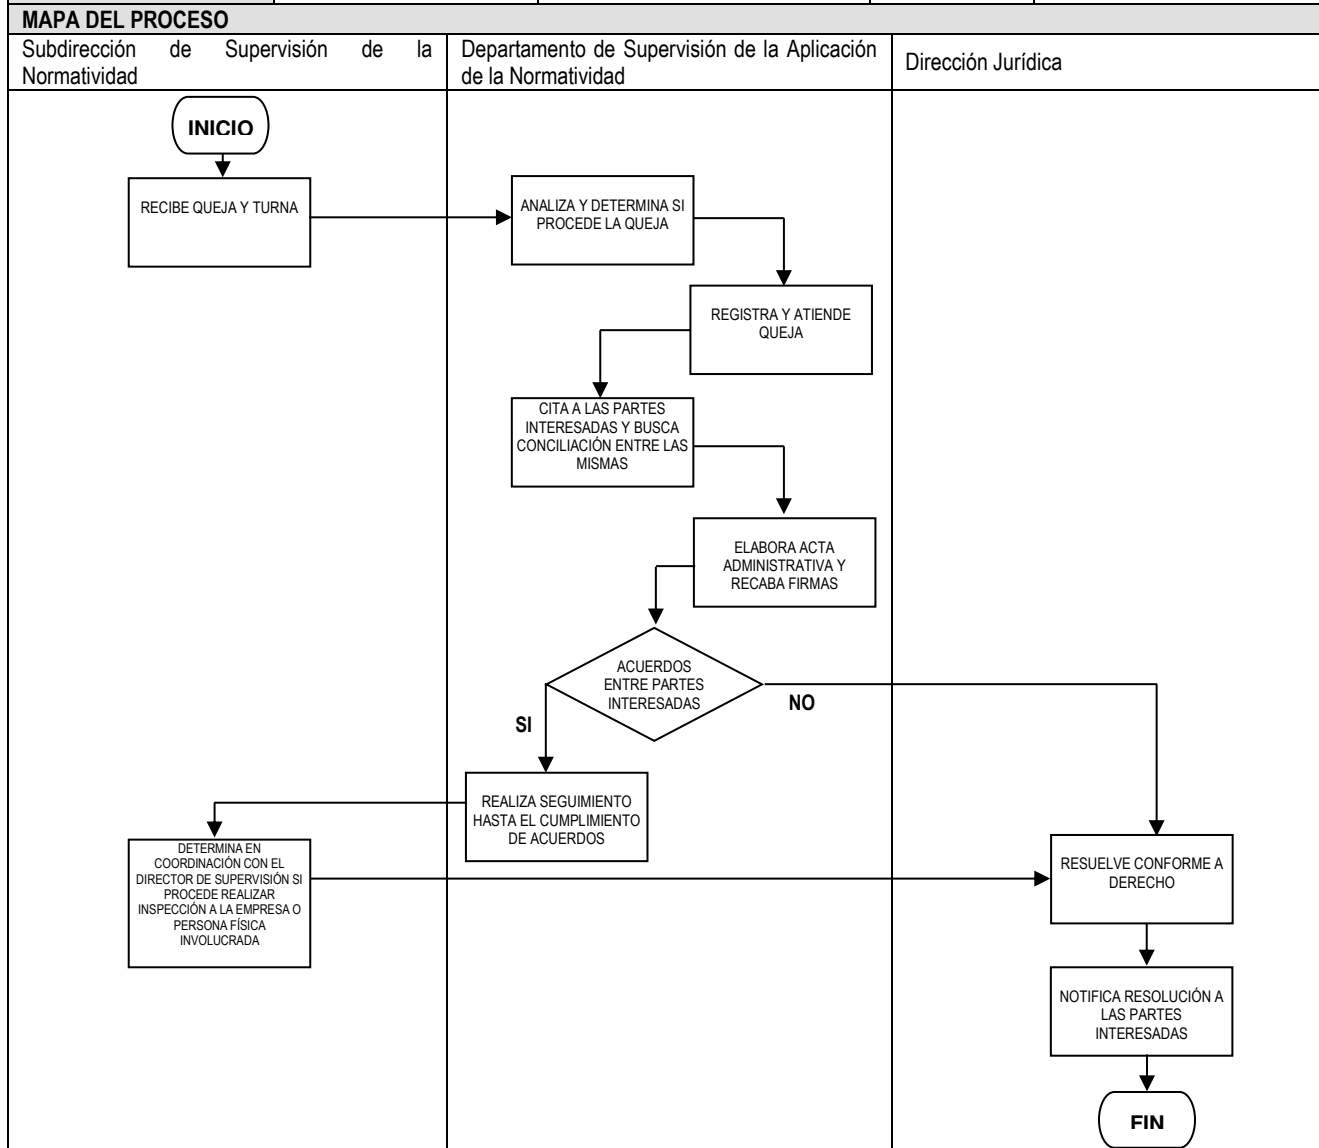 MAPA DEL PROCESO
Subdirección de Supervisión de la
Normatividad
Departamento de Supervisión de la Aplicación
de la Normatividad
Dirección Jurídica
INICIO
RECIBE QUEJA Y TURNA
ANALIZA Y DETERMINA SI
PROCEDE LA QUEJA
REGISTRA Y ATIENDE
QUEJA
CITA A LAS PARTES
INTERESADAS Y BUSCA
CONCILIACIÓN ENTRE LAS
MISMAS
ELABORA ACTA
ADMINISTRATIVA Y
RECABA FIRMAS
ACUERDOS
ENTRE PARTES
INTERESADAS
NO
SI
REALIZA SEGUIMIENTO
HASTA EL CUMPLIMIENTO
DE ACUERDOS
DETERMINA EN
COORDINACIÓN CON EL
DIRECTOR DE SUPERVISIÓN SI
PROCEDE REALIZAR
INSPECCIÓN A LA EMPRESA O
PERSONA FÍSICA
INVOLUCRADA
RESUELVE CONFORME A
DERECHO
NOTIFICA RESOLUCIÓN A
LAS PARTES
INTERESADAS
FIN